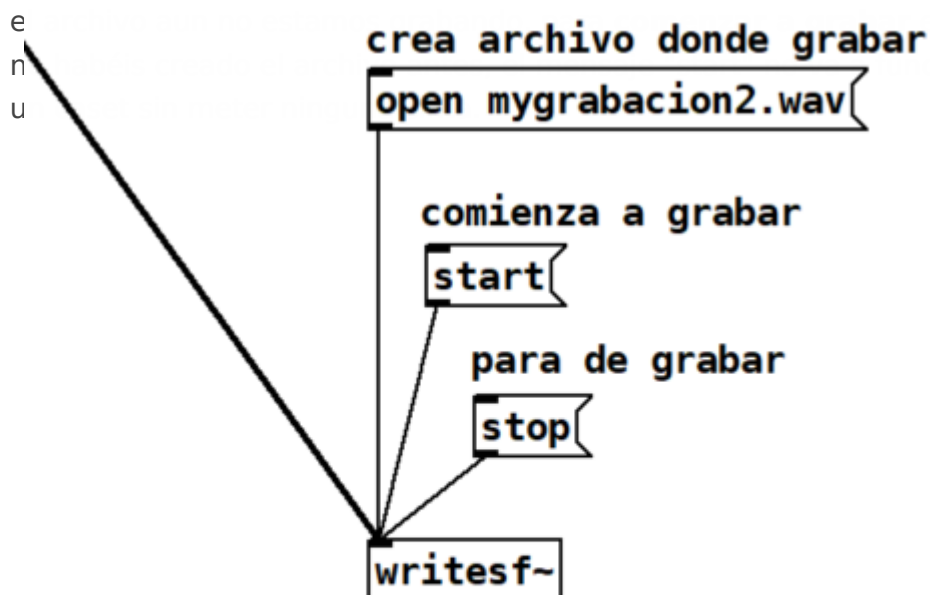 e
crea archivo donde grabar
n
open mygrabacion2.wav
u
comienza a grabar
start
para de grabar
stop
writesf~